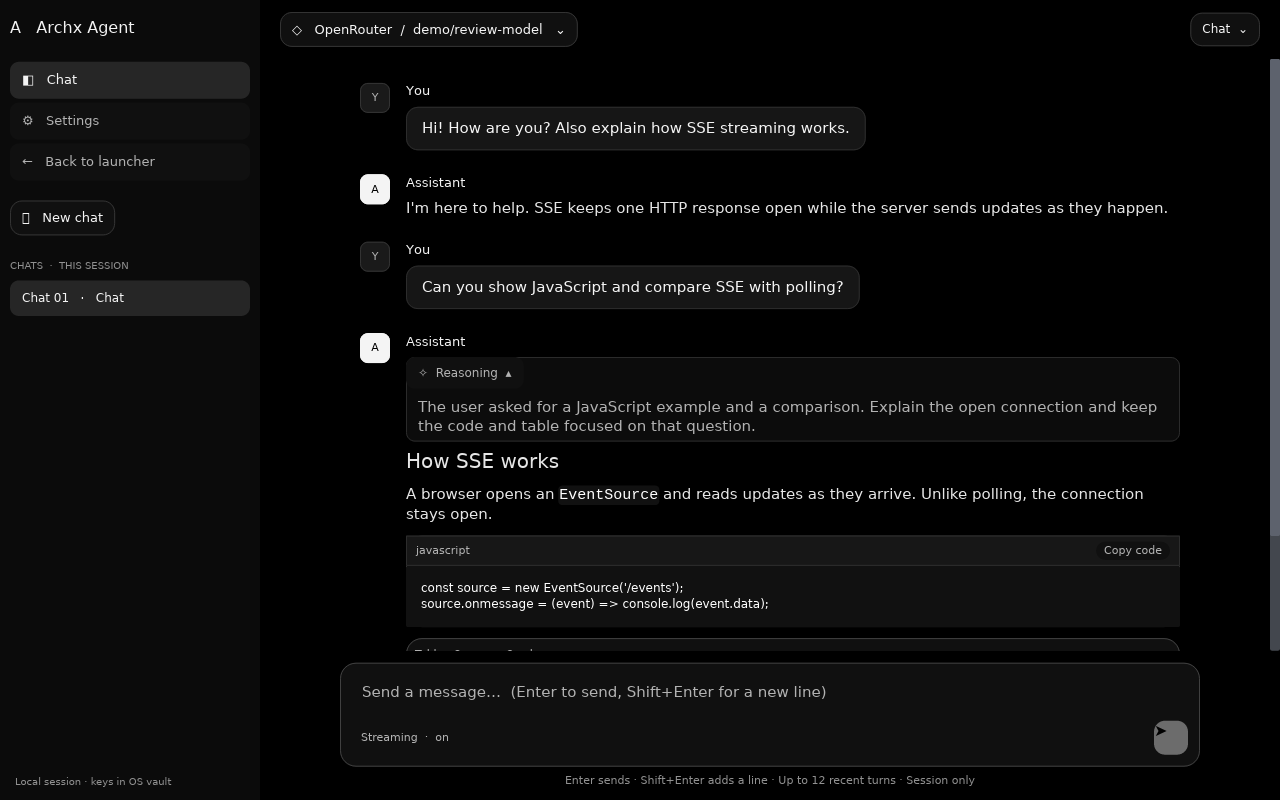 A Archx Agent
Chat
Settings
← Back to launcher
New chat
CHATS · THIS SESSION
Chat 01 · Chat
Local session · keys in OS vault
OpenRouter / demo/review-model
Chat
Y
You
Hi! How are you? Also explain how SSE streaming works.
A
Assistant
I'm here to help. SSE keeps one HTTP response open while the server sends updates as they happen.
Y
You
Can you show JavaScript and compare SSE with polling?
A
Assistant
Reasoning
The user asked for a JavaScript example and a comparison. Explain the open connection and keep
the code and table focused on that question.
How SSE works
A browser opens an EventSource and reads updates as they arrive. Unlike polling, the connection
stays open.
javascript
Copy code
const source = new EventSource('/events');
source.onmessage = (event) => console.log(event.data);
Send a message… (Enter to send, Shift+Enter for a new line)
Streaming · on
Enter sends · Shift+Enter adds a line · Up to 12 recent turns · Session only